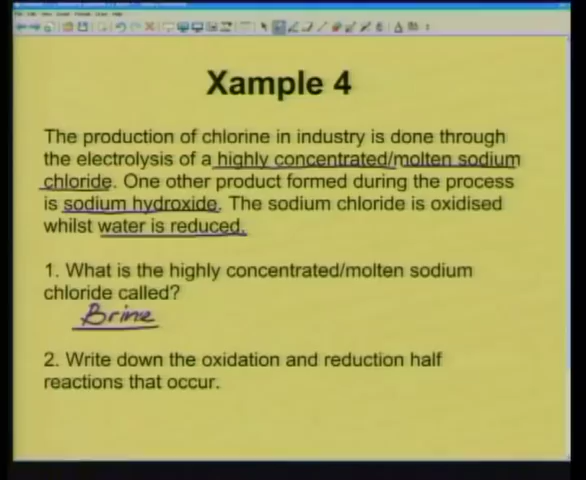 Xample 4
The production of chlorine in industry is done through
the electrolysis of a highly concentrated/molten sodium
chloride. One other product formed during the process
is sodium hydroxide. The sodium chloride is oxidised
whilst water is reduced.
1. What is the highly concentrated/molten sodium
chloride called?
Brine
2. Write down the oxidation and reduction half
reactions that occur.